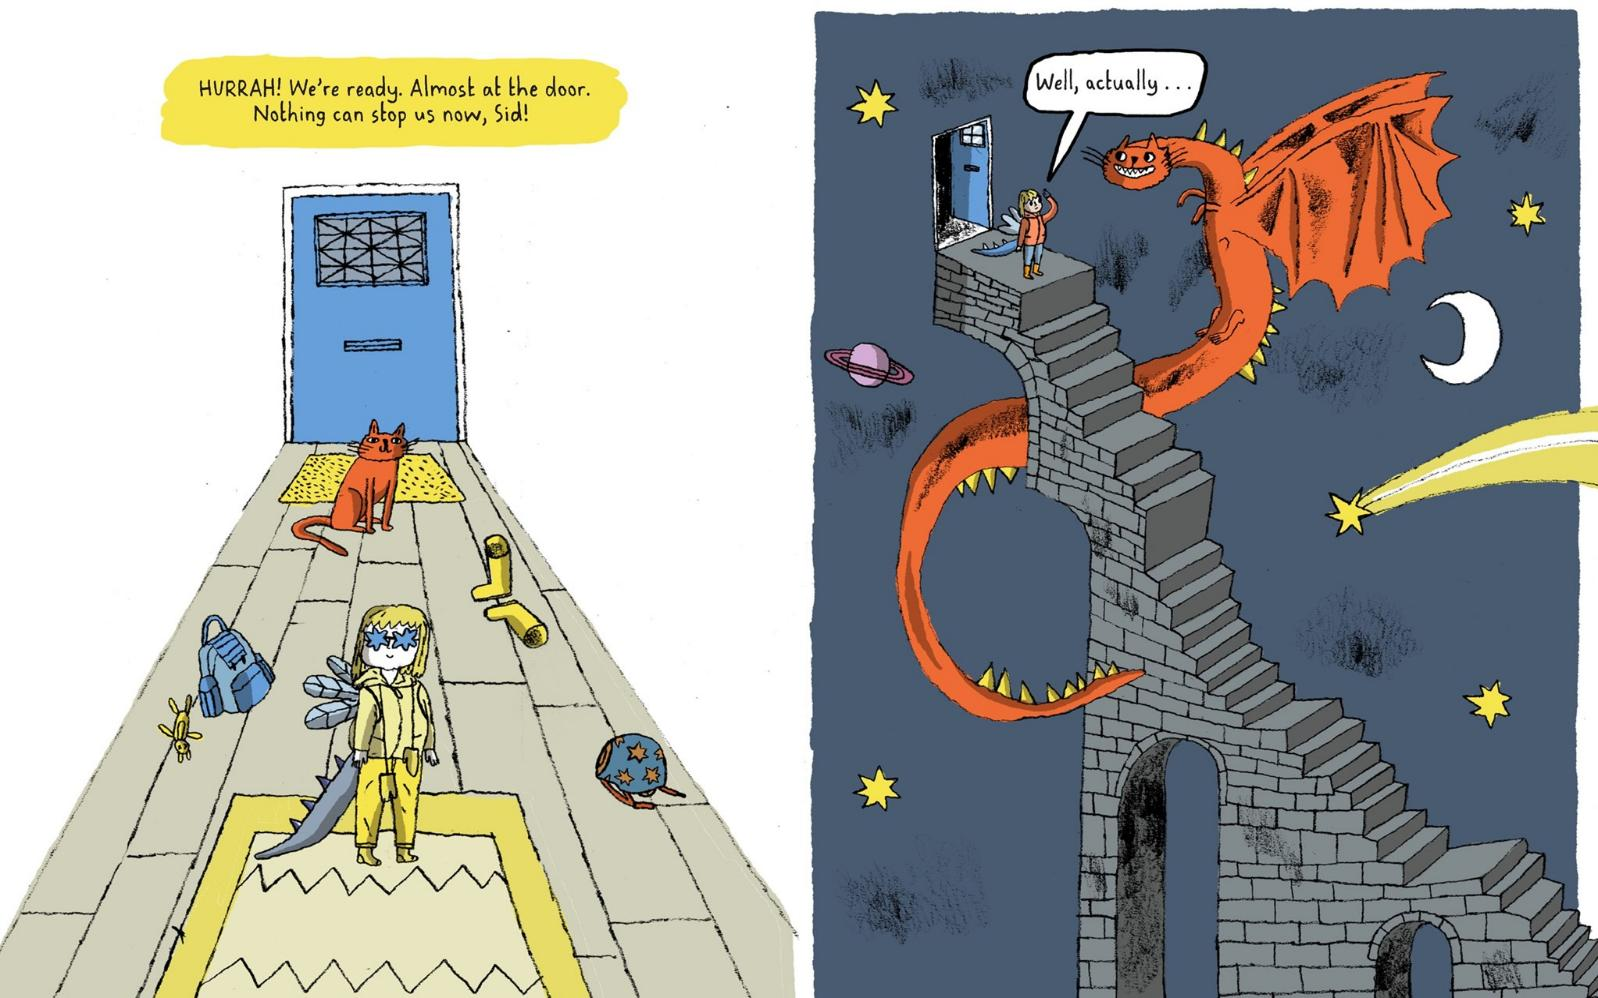 HURRAH! We're ready. Almost at the door.
Nothing can stop us now, Sid!
Well, actually . . .